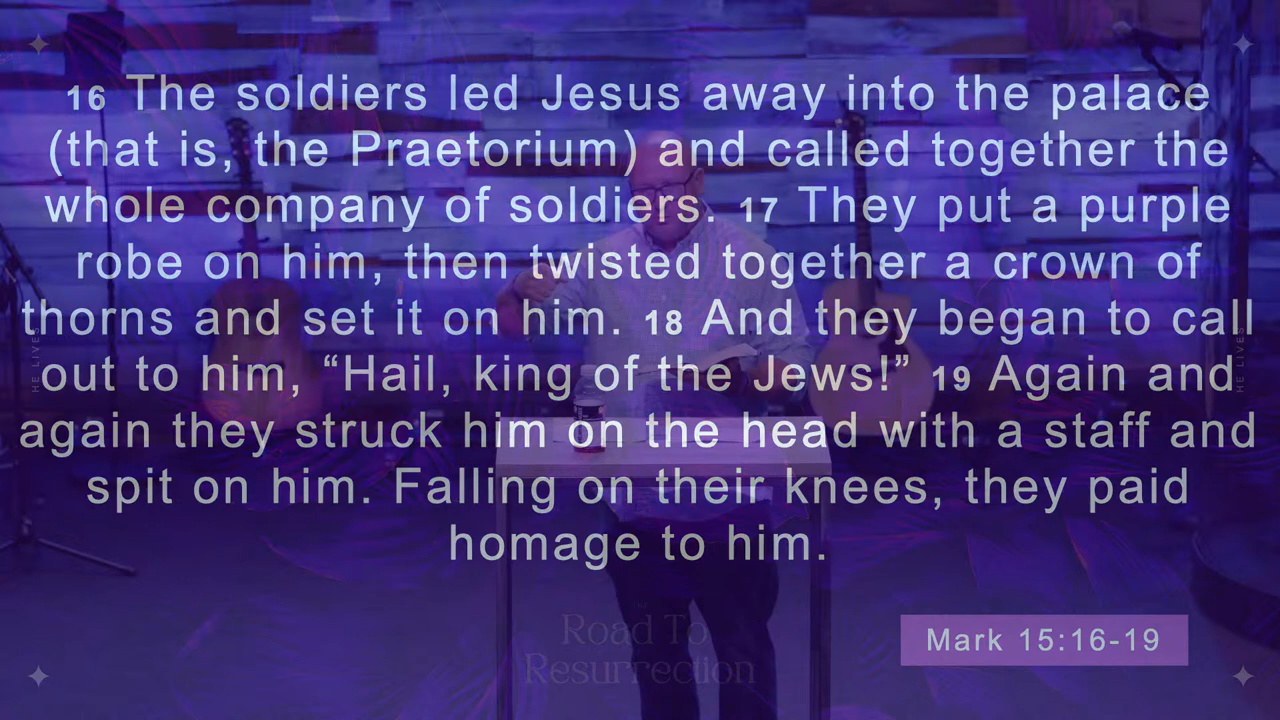 16 The soldiers led Jesus away into the palace
(that is, the Praetorium) and called together the
whole company of soldiers. 17 They put a purple
robe on him, then twisted together a crown of
thorns and set it on him. 18 And they began to call
out to him, “Hail, king of the Jews!” 19 Again and
again they struck him on the head with a staff and
spit on him. Falling on their knees, they paid
homage to him.
HE LIVES
HE LIVES
Road To
Resurrection
Mark 15:16-19